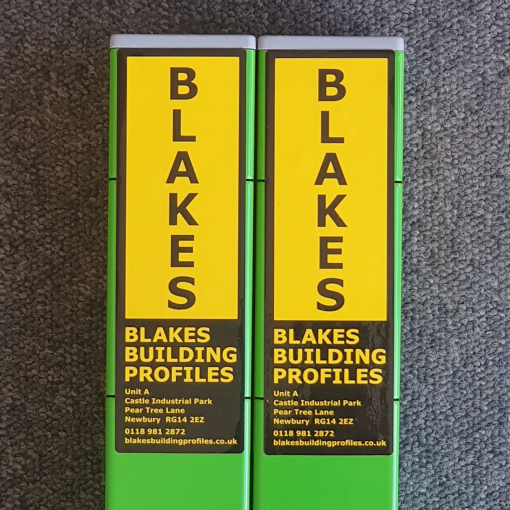 B
L
A
K
E
S
BLAKES
BUILDING
PROFILES
Unit A
Castle Industrial Park
Pear Tree Lane
Newbury RG14 2EZ
0118 981 2872
blakesbuildingprofiles.co.uk
B
L
A
K
E
S
BLAKES
BUILDING
PROFILES
Unit A
Castle Industrial Park
Pear Tree Lane
Newbury RG14 2EZ
0118 981 2872
blakesbuildingprofiles.co.uk